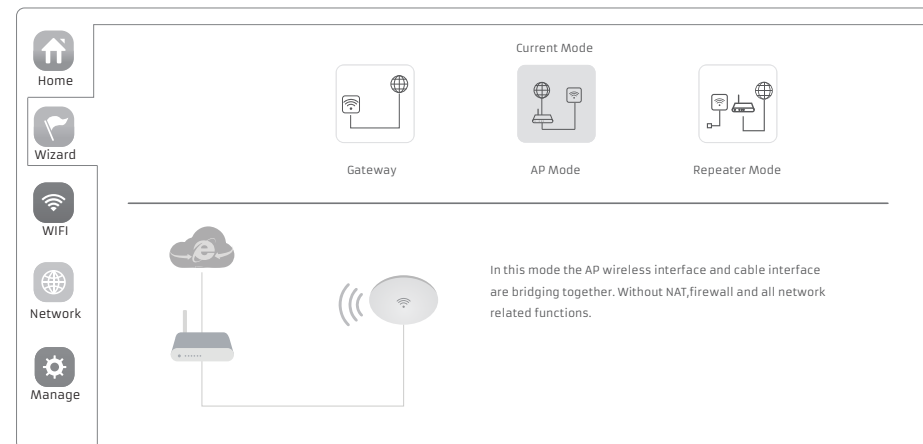 Home
Wizard
WIFI
Network
Manage
Current Mode
Gateway
AP Mode
Repeater Mode
In this mode the AP wireless interface and cable interface
are bridging together. Without NAT,firewall and all network
related functions.